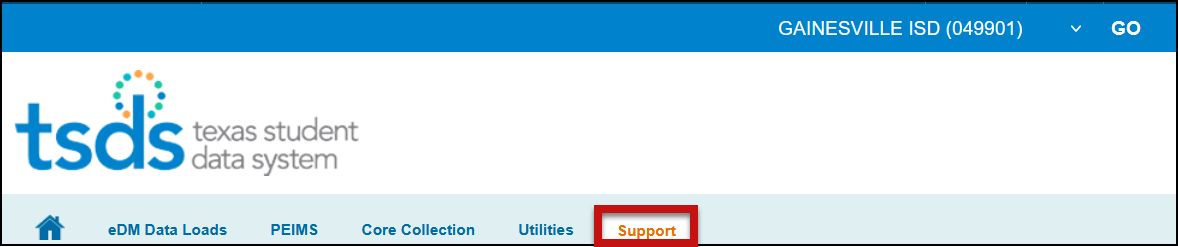 GAINESVILLE ISD (049901) GO
tsds texas student
data system
eDM Data Loads PEIMS Core Collection Utilities Support